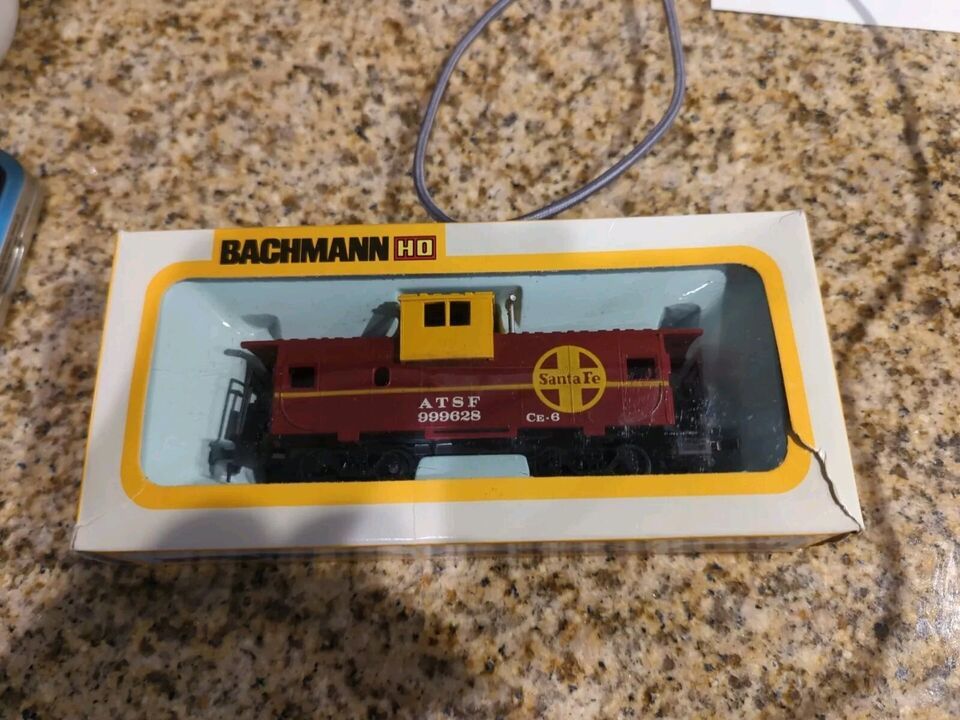 BACHMANN HO
Santa Fe
ATSF
999628
CE-6